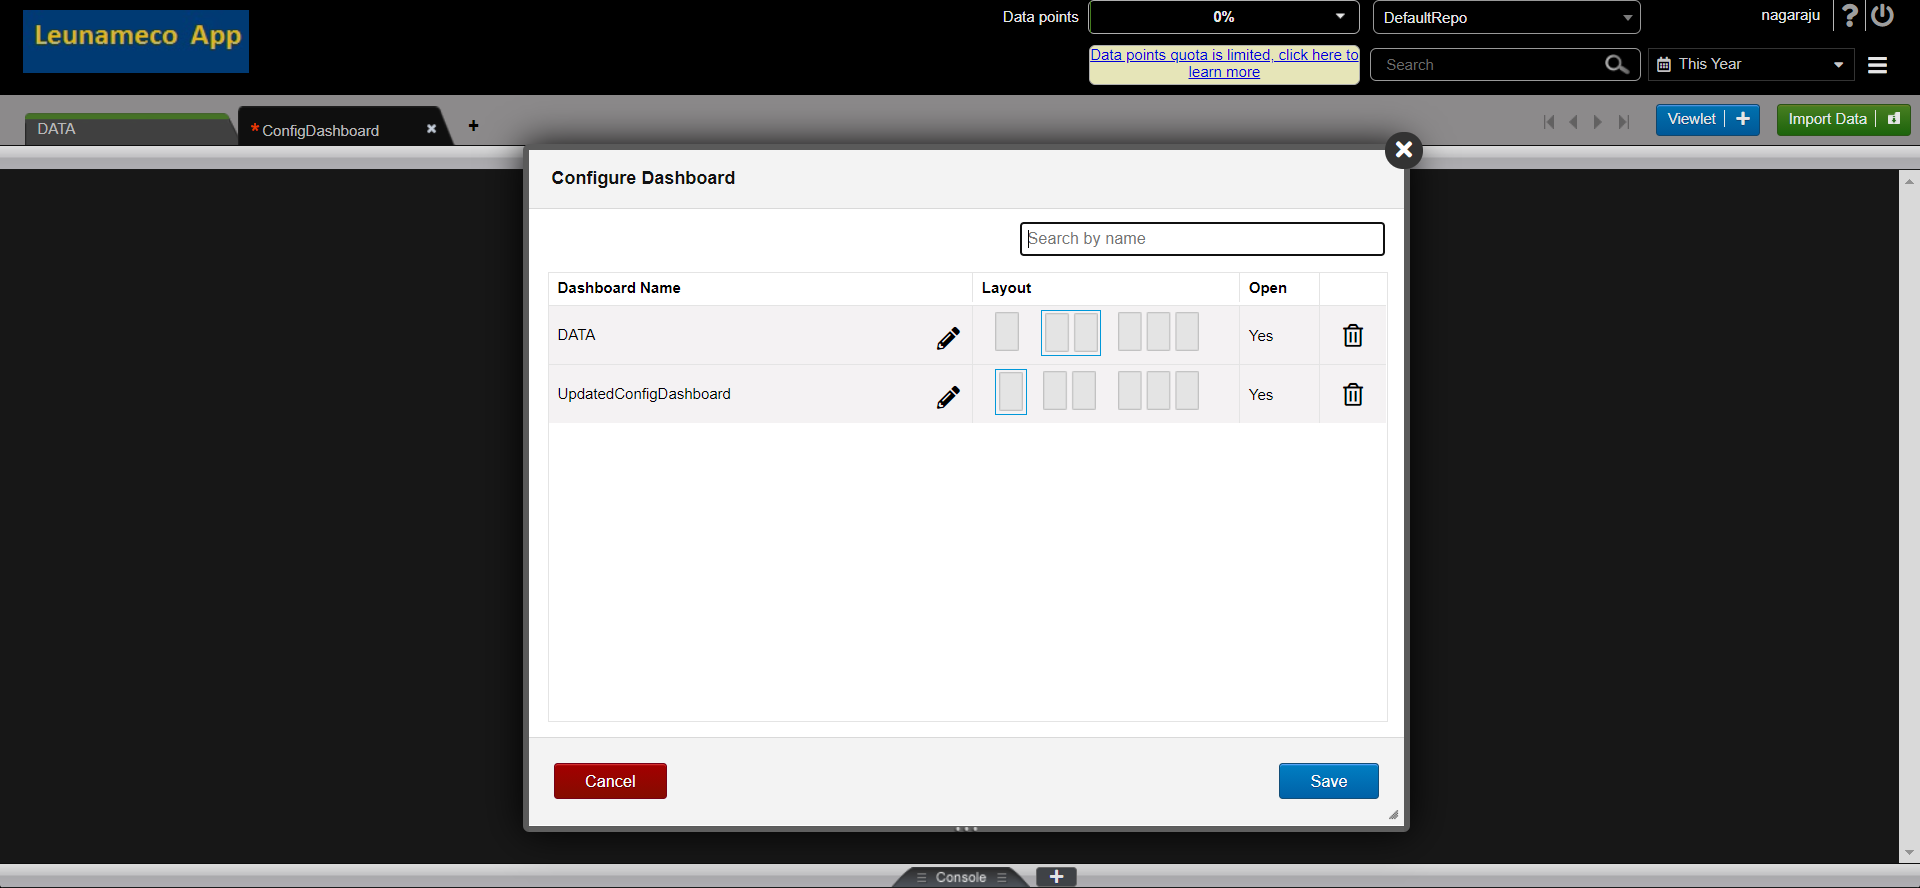 Leunameco App
Data points
0%
DefaultRepo
nagaraju
?
Data points quota is limited, click here to
learn more
Search
This Year
DATA
* ConfigDashboard
+
Viewlet
Import Data
Configure Dashboard
Search by name
Dashboard Name
Layout
Open
DATA
Yes
UpdatedConfigDashboard
Yes
Cancel
Save
Console
+